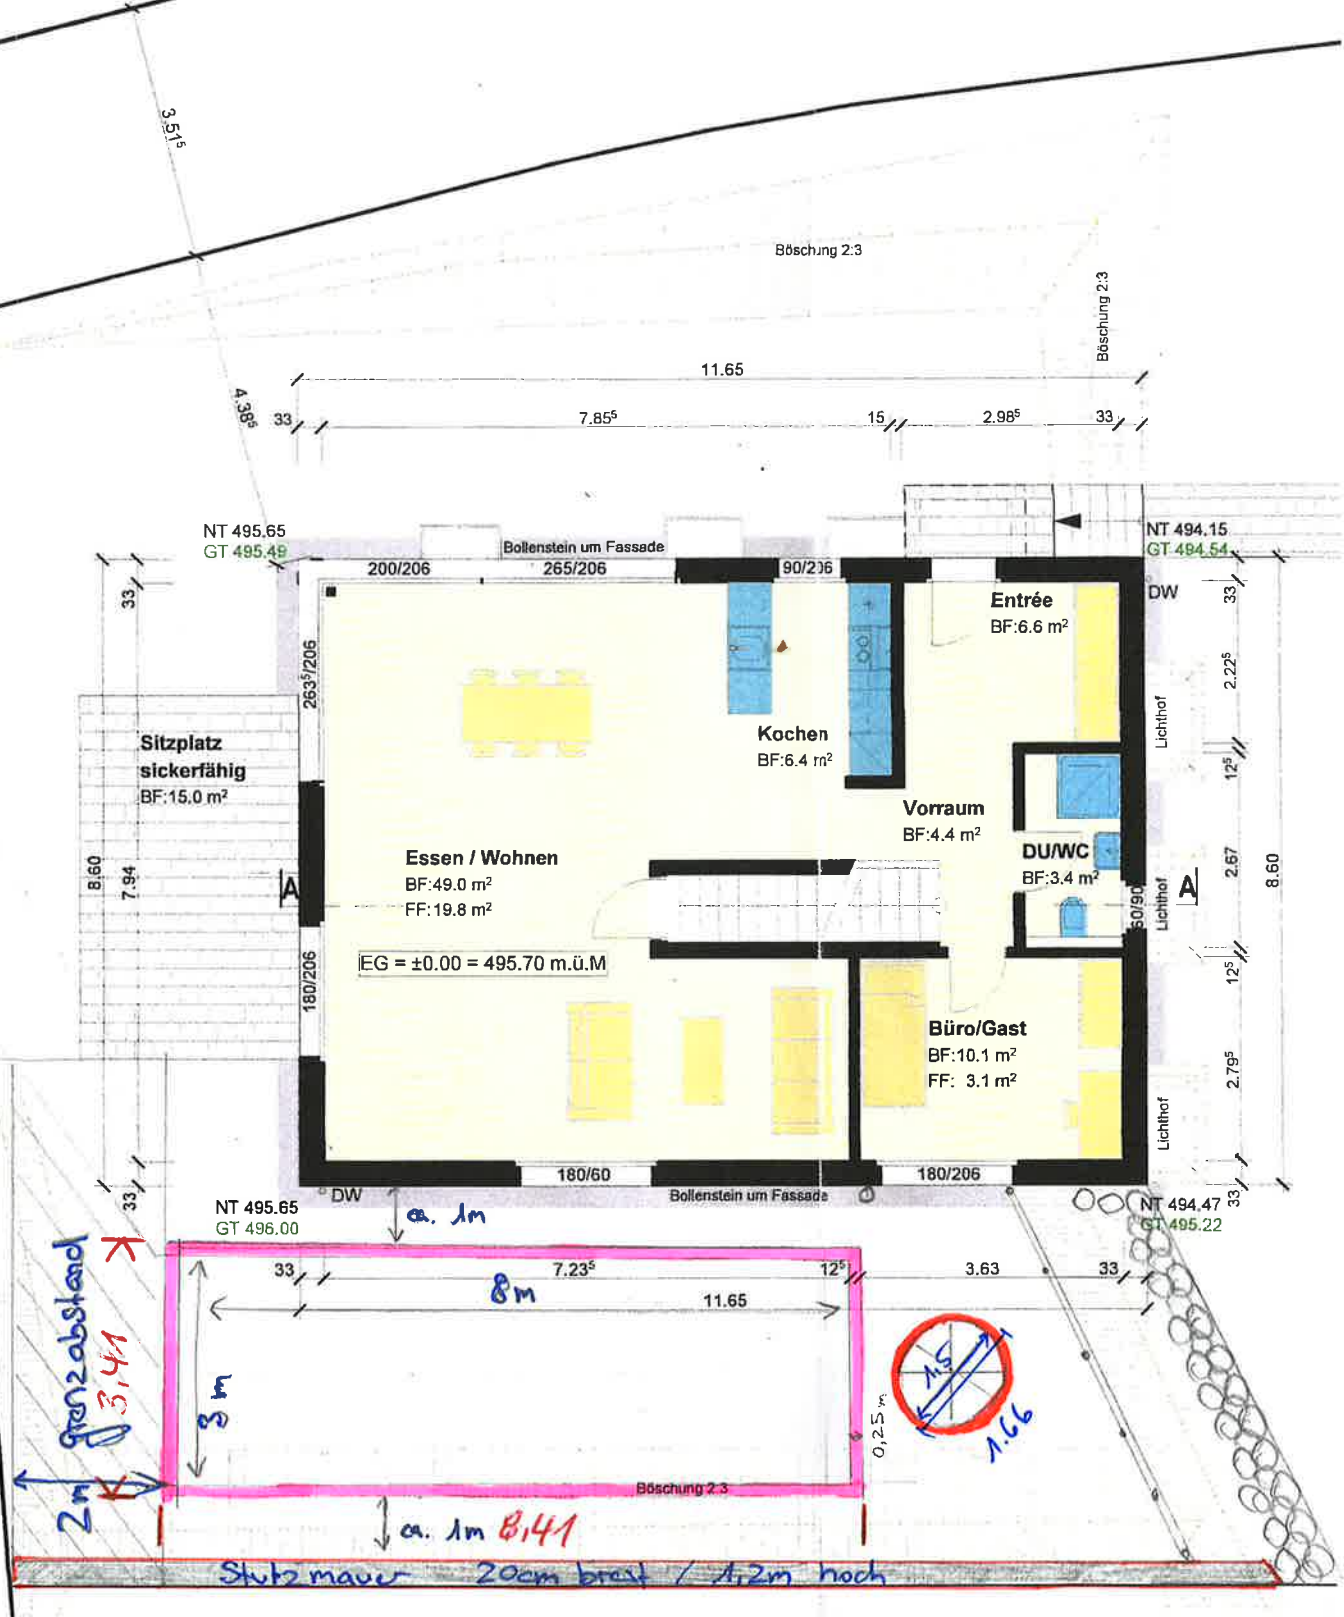 3.51⁵
Böschung 2:3
Böschung 2:3
11.65
4.38⁵
33
7.85⁵
15
2.98⁵
33
NT 495.65
GT 495.49
Bollenstein um Fassade
NT 494.15
GT 494.54
200/206
265/206
90/206
33
Entrée
BF:6.6 m²
DW
33
263⁵/206
2.22⁵
Lichthof
Sitzplatz
sickerfähig
BF:15.0 m²
Kochen
BF:6.4 m²
12⁵
Vorraum
BF:4.4 m²
DU/WC
BF:3.4 m²
8.60
7.94
Essen / Wohnen
BF:49.0 m²
FF:19.8 m²
A
A
60/90
Lichthof
2.67
8.60
EG = ±0.00 = 495.70 m.ü.M
180/206
12⁵
Büro/Gast
BF:10.1 m²
FF: 3.1 m²
2.79⁵
Lichthof
180/60
180/206
33
DW
Bollenstein um Fassade
33
NT 495.65
GT 496.00
ca. 1m
NT 494.47
GT 495.22
33
7.23⁵
12⁵
3.63
33
8m
11.65
Grenzabstand
3,41
3m
1.5
1.66
0,25 m
2m
Böschung 2:3
ca. 1m 8,41
Stutzmauer 20cm breit / 1,2m hoch